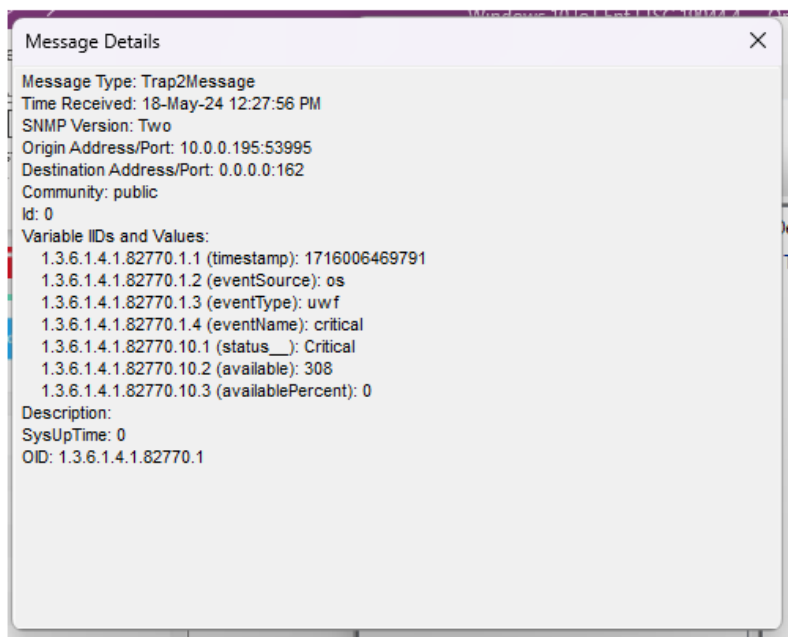 Message Details
Message Type: Trap2Message
Time Received: 18-May-24 12:27:56 PM
SNMP Version: Two
Origin Address/Port: 10.0.0.195:53995
Destination Address/Port: 0.0.0.0:162
Community: public
Id: 0
Variable IIDs and Values:
1.3.6.1.4.1.82770.1.1 (timestamp): 1716006469791
1.3.6.1.4.1.82770.1.2 (eventSource): os
1.3.6.1.4.1.82770.1.3 (eventType): uwf
1.3.6.1.4.1.82770.1.4 (eventName): critical
1.3.6.1.4.1.82770.10.1 (status__): Critical
1.3.6.1.4.1.82770.10.2 (available): 308
1.3.6.1.4.1.82770.10.3 (availablePercent): 0
Description:
SysUpTime: 0
OID: 1.3.6.1.4.1.82770.1